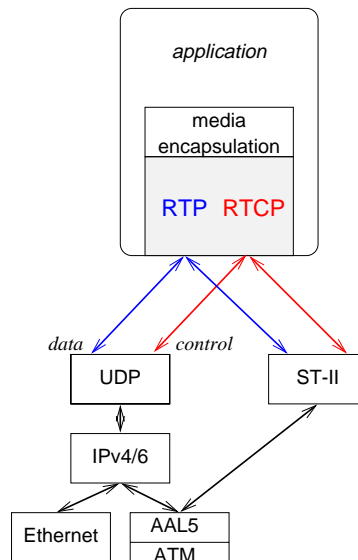 application
media
encapsulation
RTP RTCP
data control
UDP ST-II
IPv4/6
Ethernet AAL5
ATM